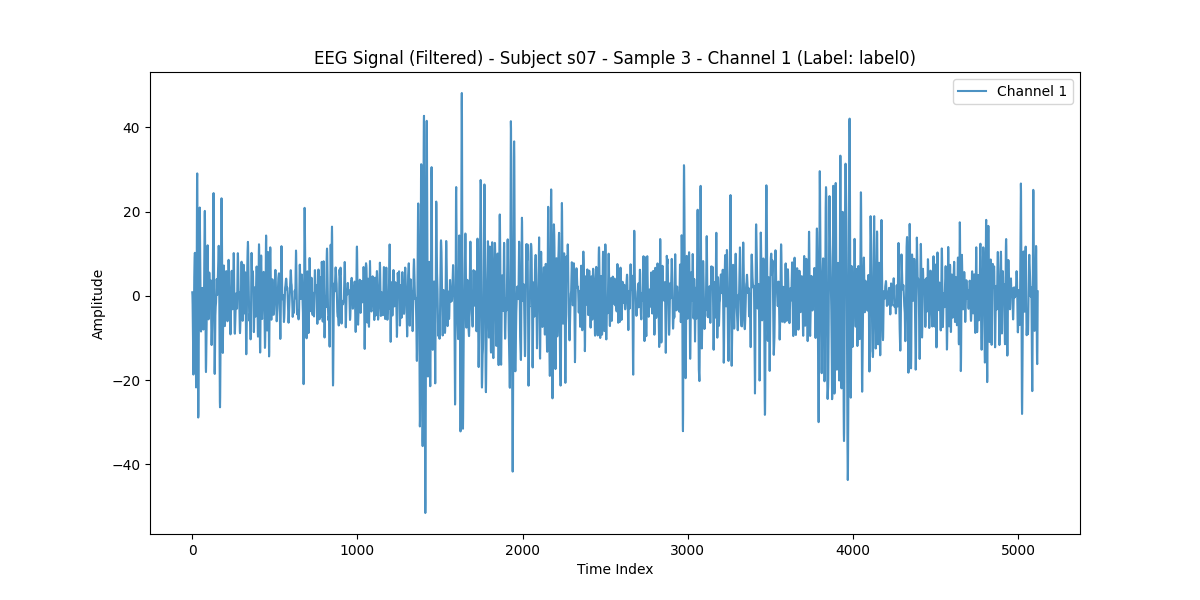 EEG Signal (Filtered) - Subject s07 - Sample 3 - Channel 1 (Label: label0)
Channel 1
40
20
0
−20
−40
Amplitude
0 1000 2000 3000 4000 5000
Time Index